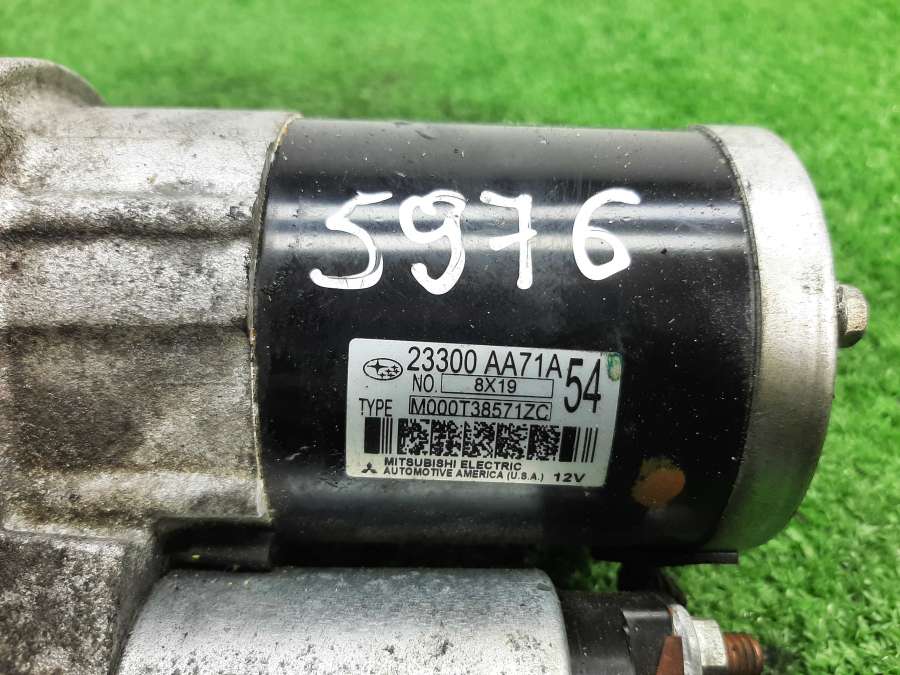 5976
23300 AA71A
NO. 8X19
54
TYPE M000T38571ZC
MITSUBISHI ELECTRIC
AUTOMOTIVE AMERICA (U.S.A.) 12V